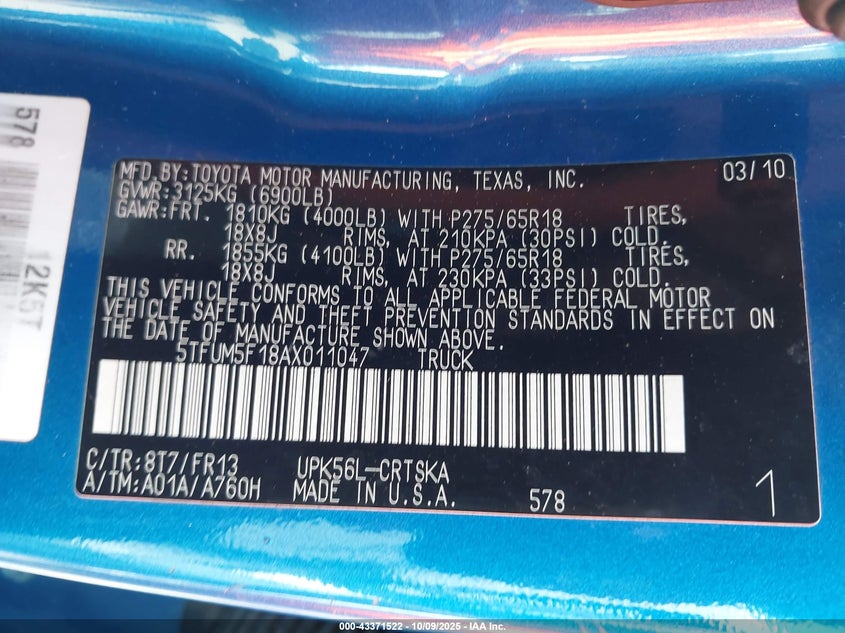 578
12K5T
MFD.BY:TOYOTA MOTOR MANUFACTURING, TEXAS, INC. 03/10
GVWR:3125KG (6900LB)
GAWR:FRT. 1810KG (4000LB) WITH P275/65R18 TIRES,
18X8J RIMS, AT 210KPA (30PSI) COLD.
RR. 1855KG (4100LB) WITH P275/65R18 TIRES,
18X8J RIMS, AT 230KPA (33PSI) COLD.
THIS VEHICLE CONFORMS TO ALL APPLICABLE FEDERAL MOTOR
VEHICLE SAFETY AND THEFT PREVENTION STANDARDS IN EFFECT ON
THE DATE OF MANUFACTURE SHOWN ABOVE.
5TFUM5F18AX011047 TRUCK
C/TR:8T7/FR13 UPK56L-CRTSKA
A/TM:A01A/A760H MADE IN U.S.A. 578 1
000-43371522 - 10/09/2025 - IAA Inc.